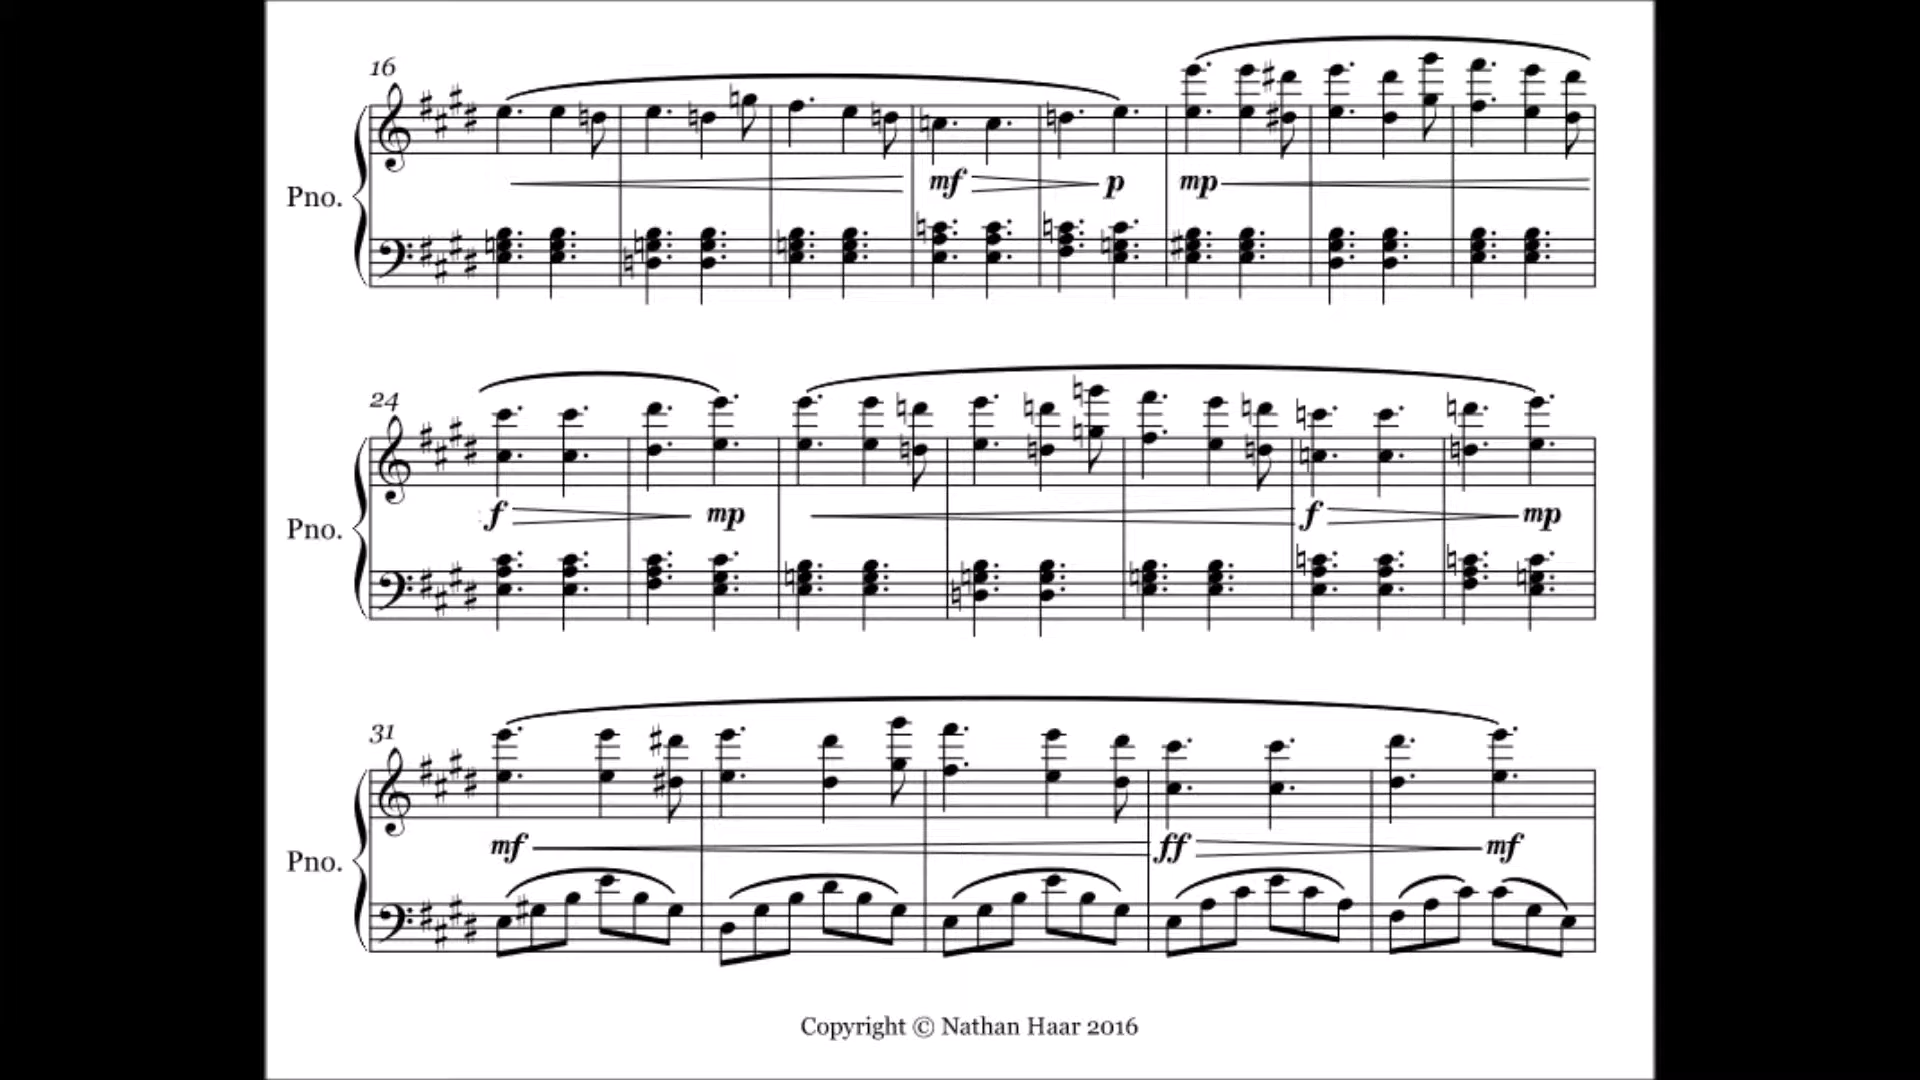 16
Pno.
mf p mp
24
Pno.
f mp f mp
31
Pno.
mf ff mf
Copyright © Nathan Haar 2016